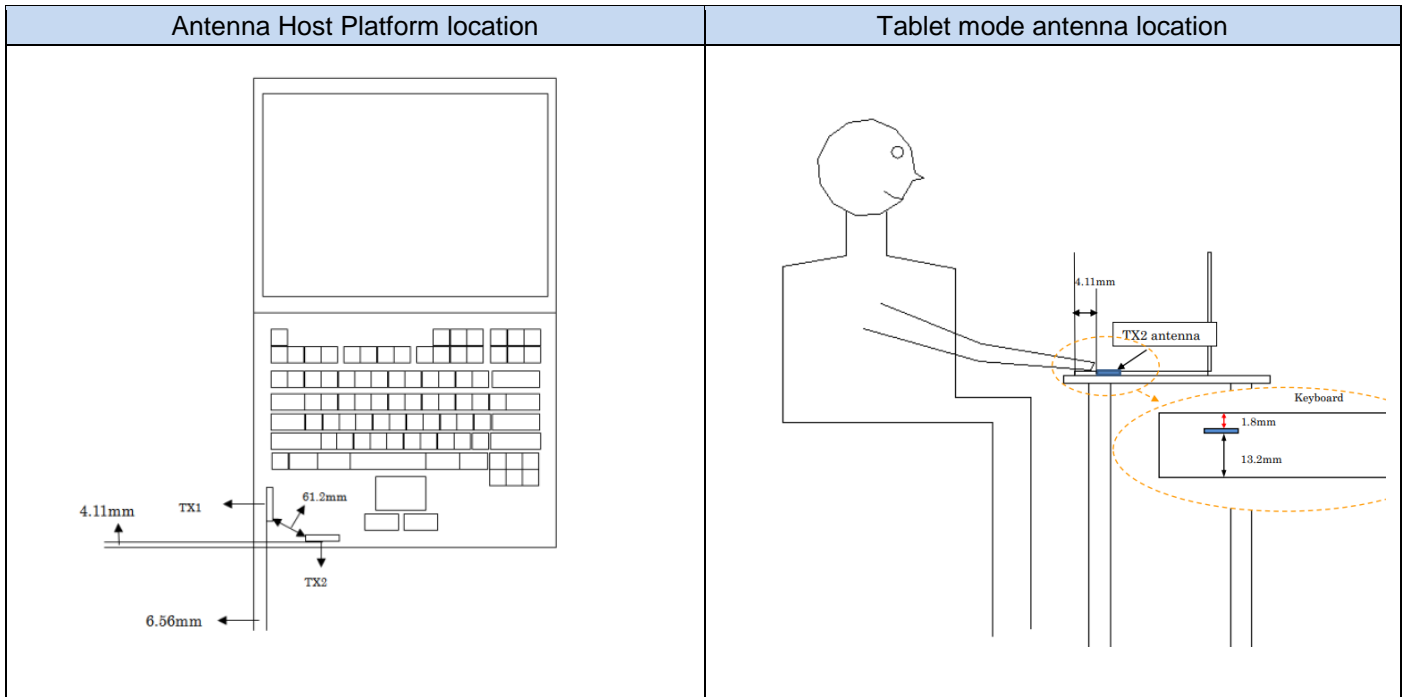 Antenna Host Platform location
Tablet mode antenna location
61.2mm
TX1
4.11mm
TX2
6.56mm
4.11mm
TX2 antenna
Keyboard
1.8mm
13.2mm